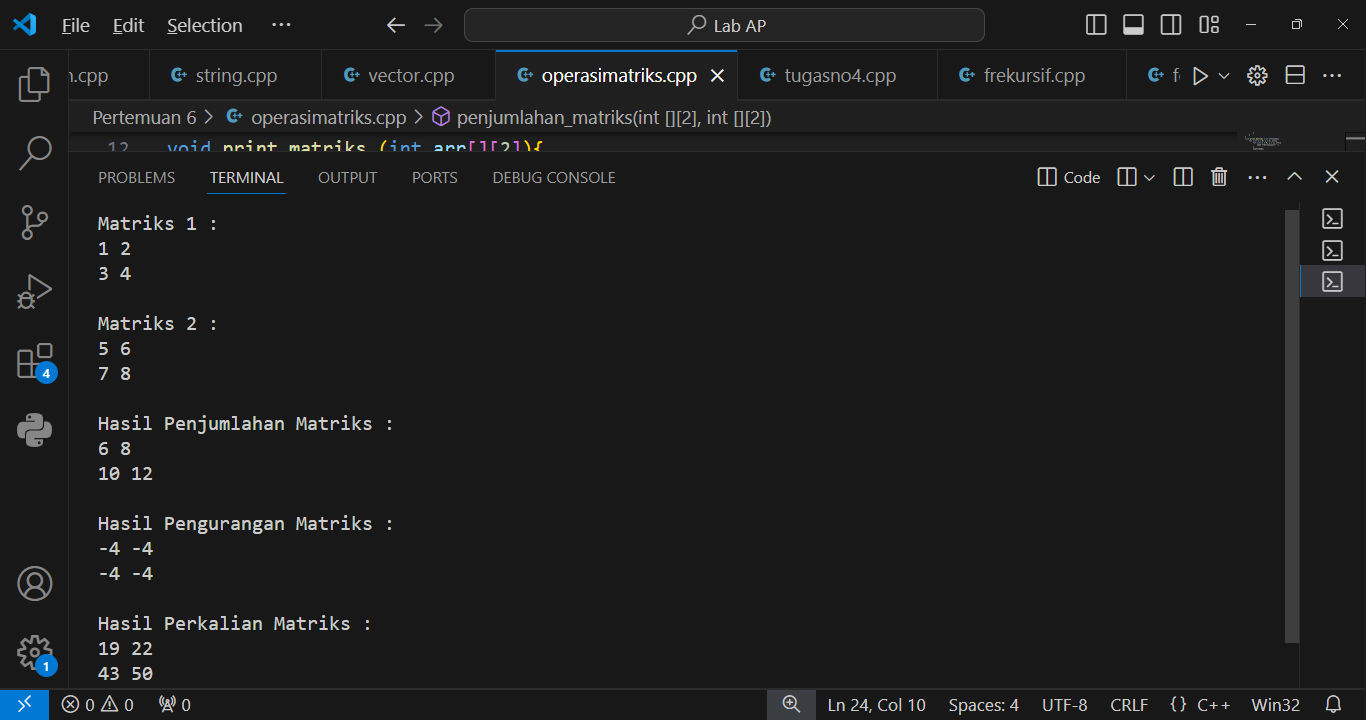 File Edit Selection ··· Lab AP
n.cpp string.cpp vector.cpp operasimatriks.cpp tugasno4.cpp frekursif.cpp f
Pertemuan 6 > operasimatriks.cpp > penjumlahan_matriks(int [][2], int [][2])
12 void print_matriks (int arr[][2]){
PROBLEMS TERMINAL OUTPUT PORTS DEBUG CONSOLE Code
Matriks 1 :
1 2
3 4
Matriks 2 :
5 6
7 8
Hasil Penjumlahan Matriks :
6 8
10 12
Hasil Pengurangan Matriks :
-4 -4
-4 -4
Hasil Perkalian Matriks :
19 22
43 50
4
1
0 0 0 Ln 24, Col 10 Spaces: 4 UTF-8 CRLF {} C++ Win32